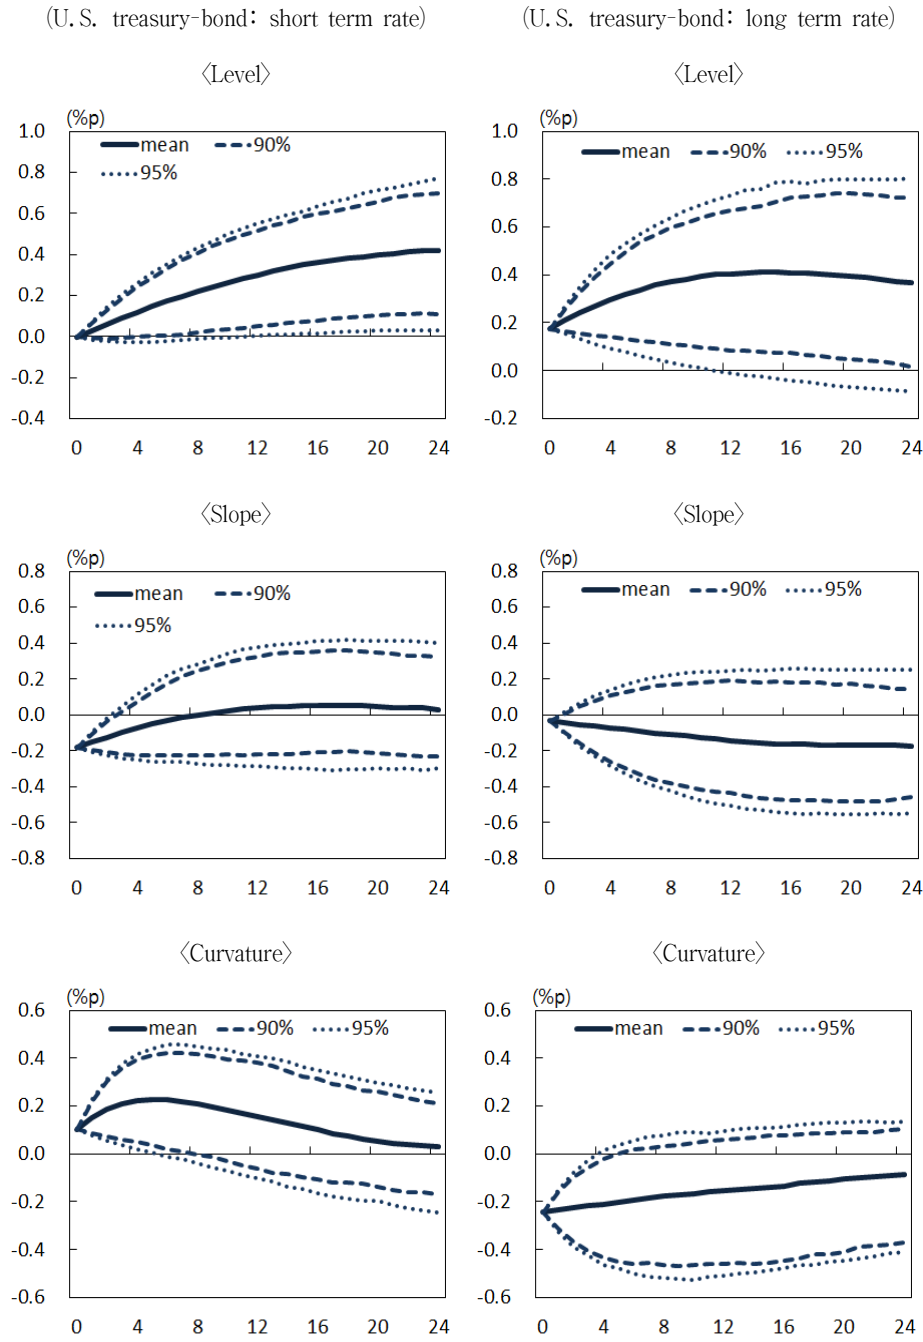 (U.S. treasury-bond: short term rate)
(U.S. treasury-bond: long term rate)
〈Level〉
〈Level〉
(%p)
mean 90%
95%
1.0
0.8
0.6
0.4
0.2
0.0
-0.2
-0.4
0 4 8 12 16 20 24
(%p)
mean 90% 95%
1.0
0.8
0.6
0.4
0.2
0.0
-0.2
0 4 8 12 16 20 24
〈Slope〉
〈Slope〉
(%p)
mean 90%
95%
0.8
0.6
0.4
0.2
0.0
-0.2
-0.4
-0.6
-0.8
0 4 8 12 16 20 24
(%p)
mean 90% 95%
0.8
0.6
0.4
0.2
0.0
-0.2
-0.4
-0.6
-0.8
0 4 8 12 16 20 24
〈Curvature〉
〈Curvature〉
(%p)
mean 90% 95%
0.6
0.4
0.2
0.0
-0.2
-0.4
-0.6
0 4 8 12 16 20 24
(%p)
mean 90% 95%
0.6
0.4
0.2
0.0
-0.2
-0.4
-0.6
0 4 8 12 16 20 24